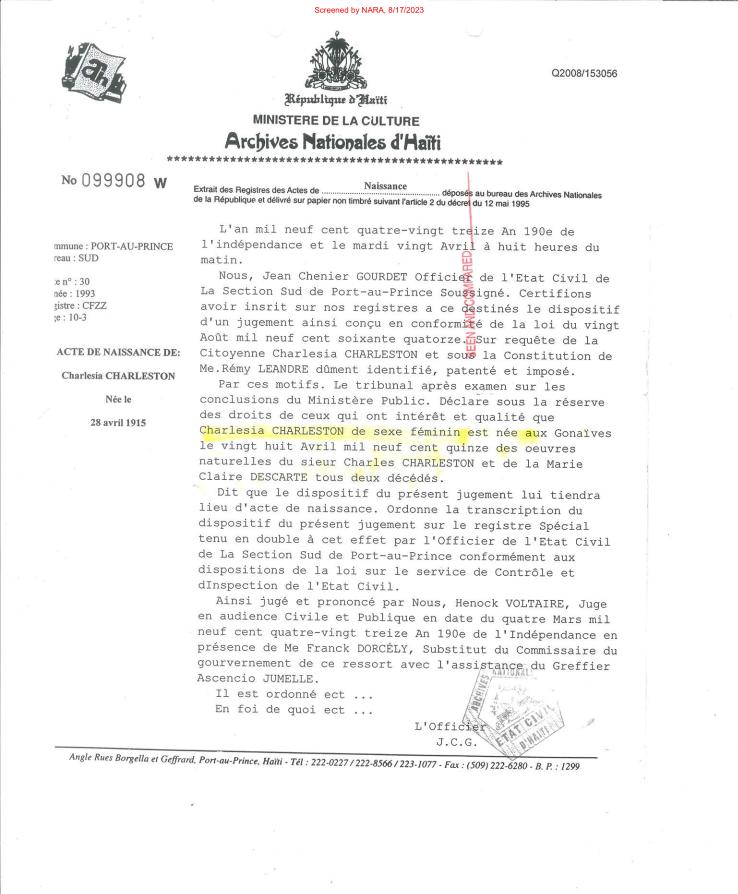 Screened by NARA, 8/17/2023
Q2008/153056
République d'Haïti
MINISTERE DE LA CULTURE
Archives Nationales d'Haïti
************************************************
No 099908 W
Extrait des Registres des Actes de ........ Naissance ........ déposés au bureau des Archives Nationales
de la République et délivré sur papier non timbré suivant l'article 2 du décret du 12 mai 1995
mmune : PORT-AU-PRINCE
reau : SUD
e n° : 30
née : 1993
gistre : CFZZ
ge : 10-3
ACTE DE NAISSANCE DE:
Charlesia CHARLESTON
Née le
28 avril 1915
L'an mil neuf cent quatre-vingt treize An 190e de
l'indépendance et le mardi vingt Avril à huit heures du
matin.
Nous, Jean Chenier GOURDET Officier de l'Etat Civil de
La Section Sud de Port-au-Prince Soussigné. Certifions
avoir insrit sur nos registres a ce destinés le dispositif
d'un jugement ainsi conçu en conformité de la loi du vingt
Août mil neuf cent soixante quatorze. Sur requête de la
Citoyenne Charlesia CHARLESTON et sous la Constitution de
Me.Rémy LEANDRE dûment identifié, patenté et imposé.
Par ces motifs. Le tribunal après examen sur les
conclusions du Ministère Public. Déclare sous la réserve
des droits de ceux qui ont intérêt et qualité que
Charlesia CHARLESTON de sexe féminin est née aux Gonaïves
le vingt huit Avril mil neuf cent quinze des oeuvres
naturelles du sieur Charles CHARLESTON et de la Marie
Claire DESCARTE tous deux décédés.
Dit que le dispositif du présent jugement lui tiendra
lieu d'acte de naissance. Ordonne la transcription du
dispositif du présent jugement sur le registre Spécial
tenu en double à cet effet par l'Officier de l'Etat Civil
de La Section Sud de Port-au-Prince conformément aux
dispositions de la loi sur le service de Contrôle et
dInspection de l'Etat Civil.
Ainsi jugé et prononcé par Nous, Henock VOLTAIRE, Juge
en audience Civile et Publique en date du quatre Mars mil
neuf cent quatre-vingt treize An 190e de l'Indépendance en
présence de Me Franck DORCÉLY, Substitut du Commissaire du
gourvernement de ce ressort avec l'assistance du Greffier
Ascencio JUMELLE.
Il est ordonné ect ...
En foi de quoi ect ...
L'Officier
J.C.G.
SEEN AND COMPARED
ARCHIVES NATIONALES
ETAT CIVIL
D'HAITI
Angle Rues Borgella et Geffrard, Port-au-Prince, Haïti - Tél : 222-0227 / 222-8566 / 223-1077 - Fax : (509) 222-6280 - B. P. : 1299